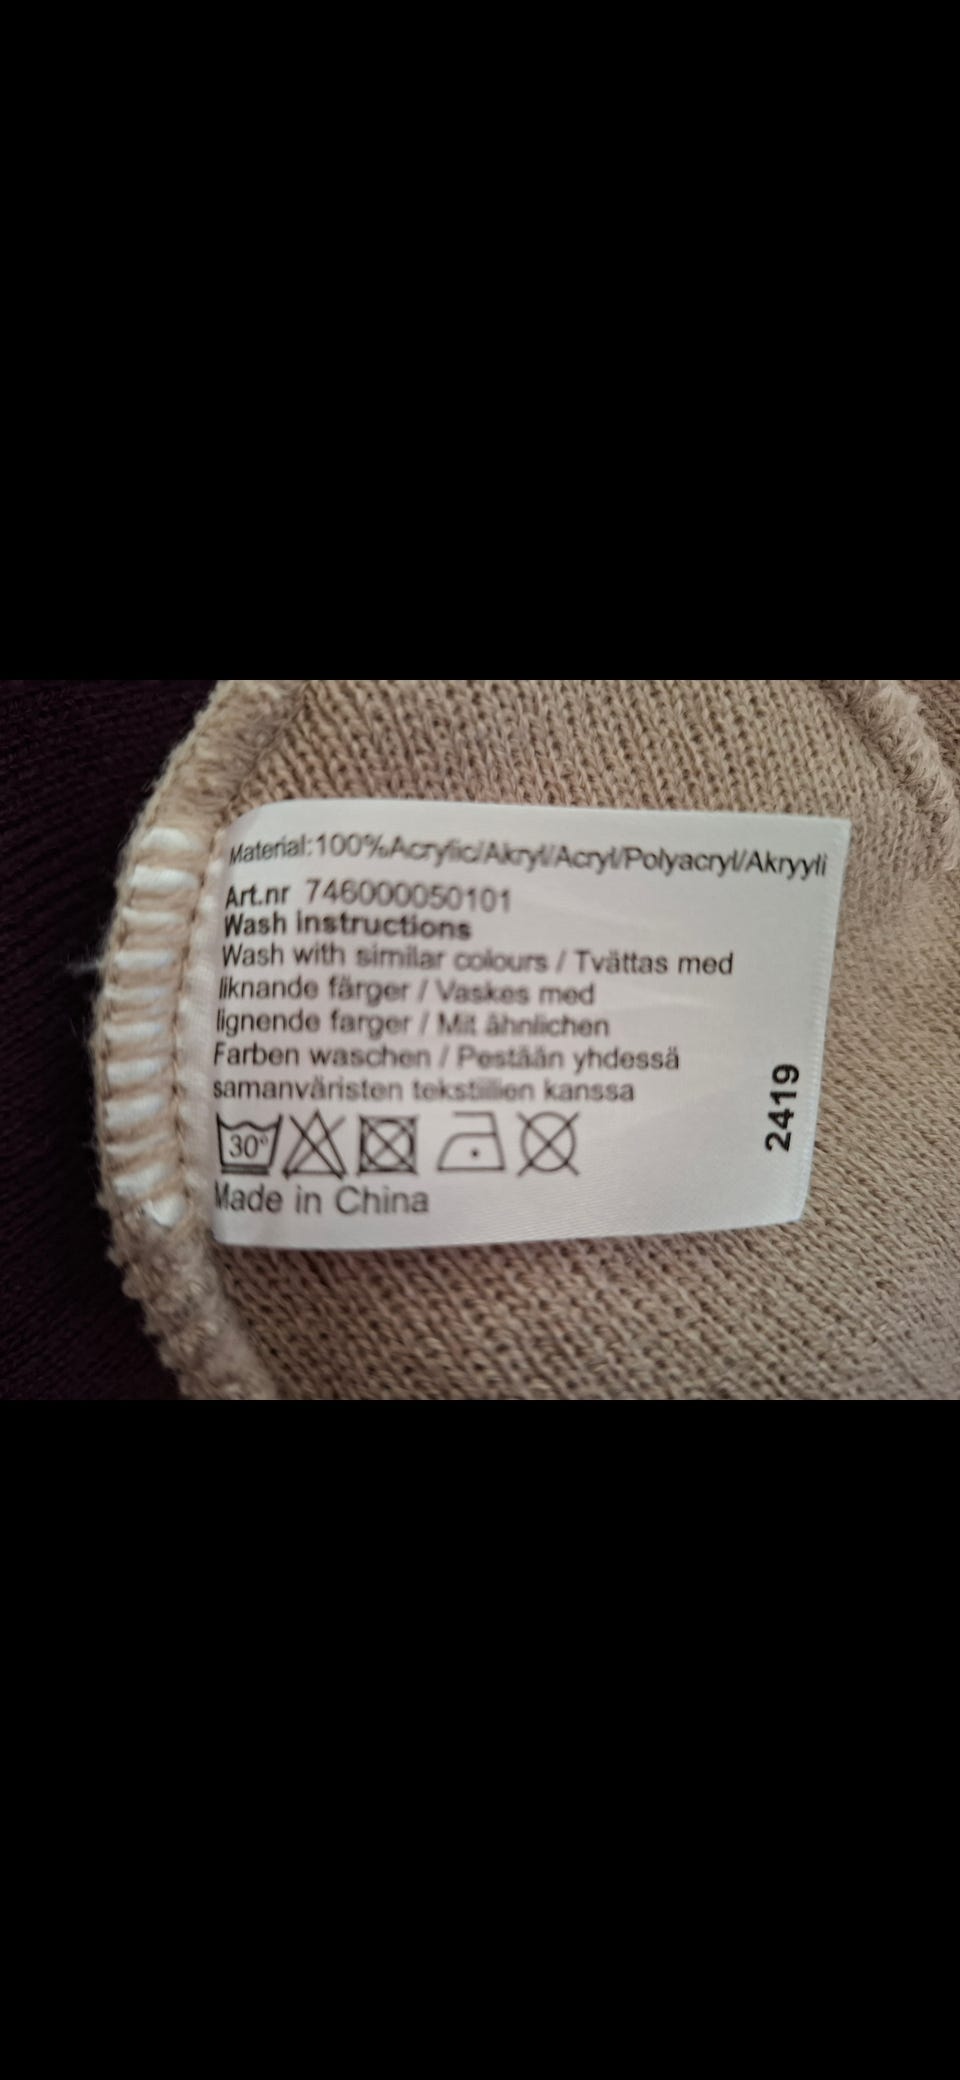 Material:100%Acrylic/Akryl/Acryl/Polyacryl/Akryyli
Art.nr 746000050101
Wash instructions
Wash with similar colours / Tvättas med
liknande färger / Vaskes med
lignende farger / Mit ähnlichen
Farben waschen / Pestään yhdessä
samanväristen tekstiilien kanssa
30°
Made in China
2419